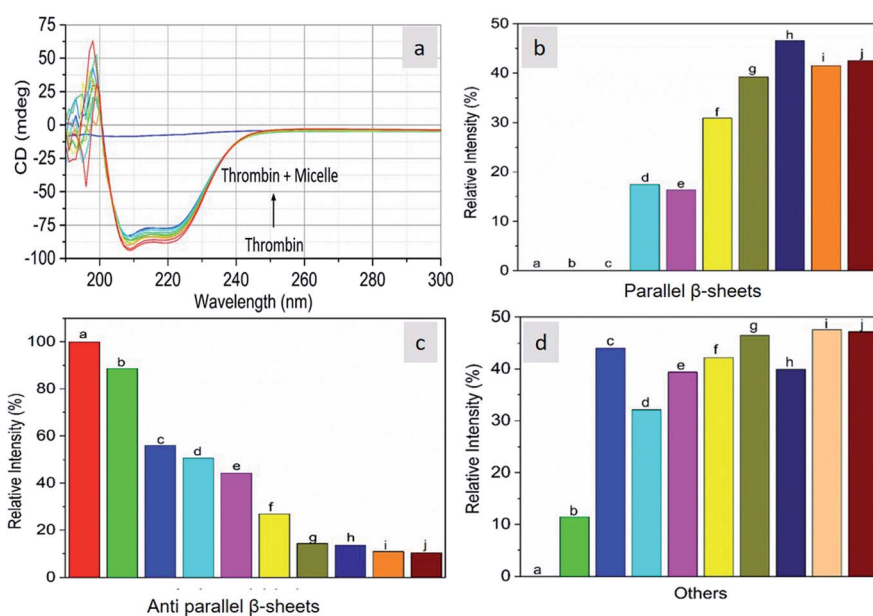 75
50
25
0
-25
-50
-75
-100
CD (mdeg)
a
Thrombin + Micelle
Thrombin
200 220 240 260 280 300
Wavelength (nm)
b
50
40
30
20
10
0
Relative Intensity (%)
a b c d e f g h i j
Parallel β-sheets
c
100
80
60
40
20
0
Relative Intensity (%)
a b c d e f g h i j
Anti parallel β-sheets
d
50
40
30
20
10
0
Relative Intensity (%)
a b c d e f g h i j
Others